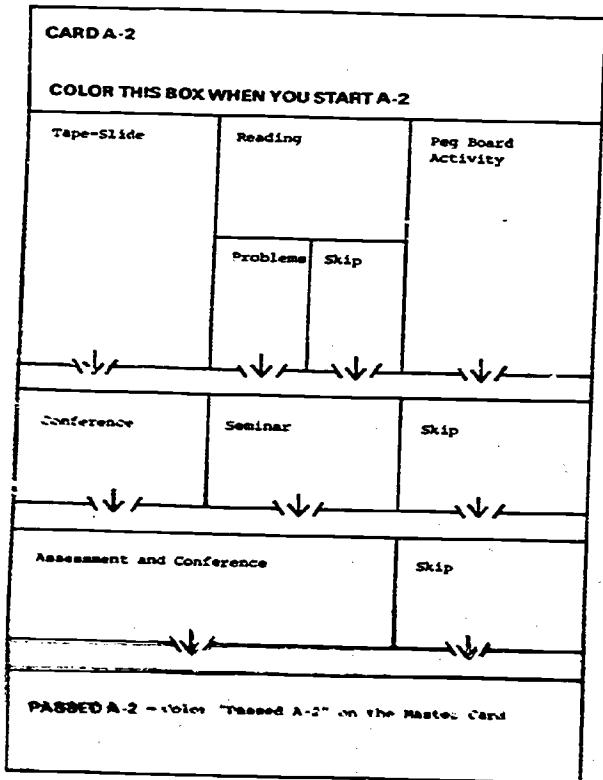 CARD A-2
COLOR THIS BOX WHEN YOU START A-2
Tape-Slide
Reading
Peg Board
Activity
Problems
Skip
Conference
Seminar
Skip
Assessment and Conference
Skip
PASSED A-2 - Color "Passed A-2" on the Master Card